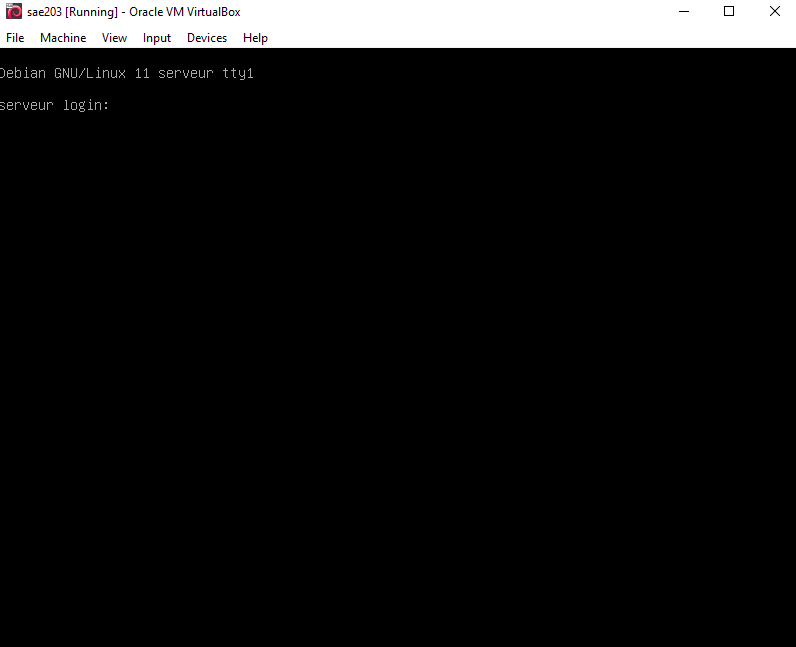 sae203 [Running] - Oracle VM VirtualBox
File Machine View Input Devices Help
Debian GNU/Linux 11 serveur tty1
serveur login: